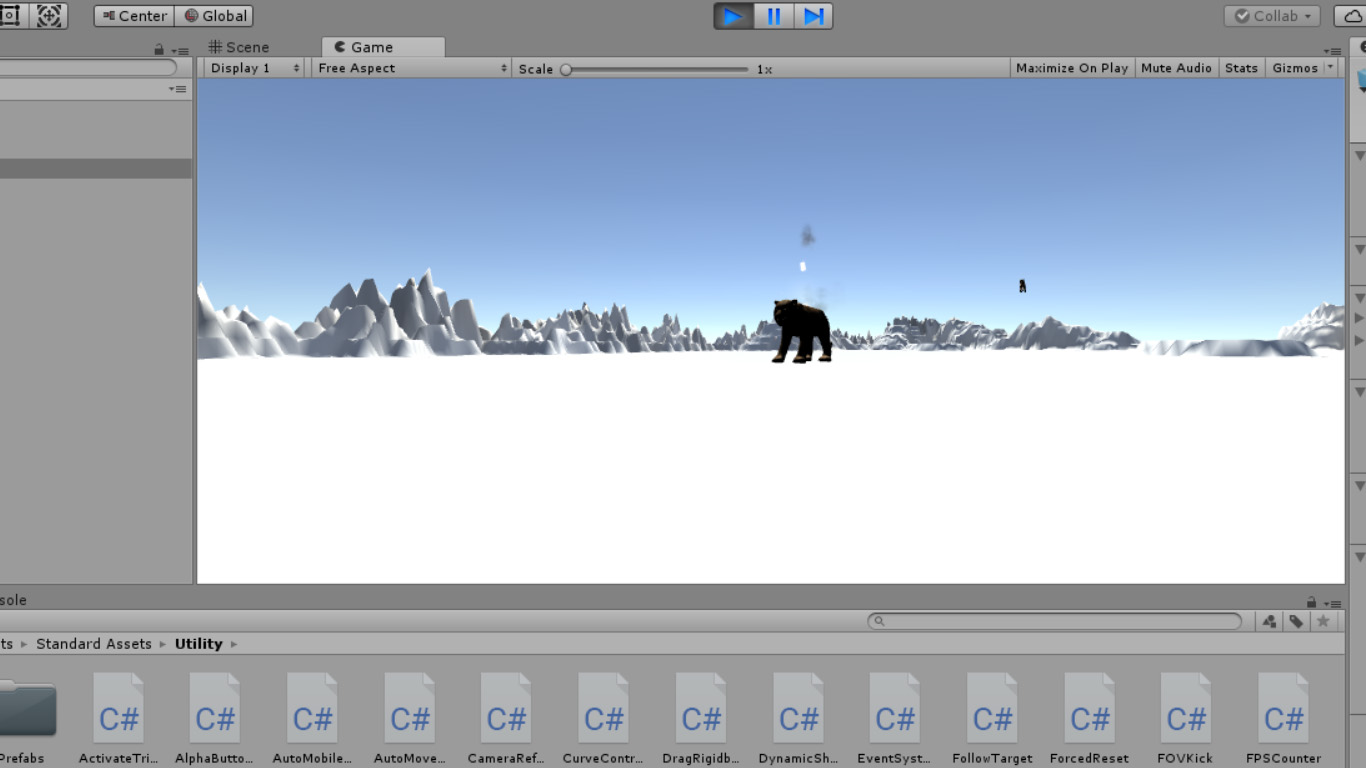 Center Global Collab
Scene Game
Display 1 Free Aspect Scale 1x Maximize On Play Mute Audio Stats Gizmos
sole
ts Standard Assets Utility
C# C# C# C# C# C# C# C# C# C# C# C# C#
Prefabs ActivateTri... AlphaButto... AutoMobile... AutoMove... CameraRef... CurveContr... DragRigidb... DynamicSh... EventSyst... FollowTarget ForcedReset FOVKick FPSCounter